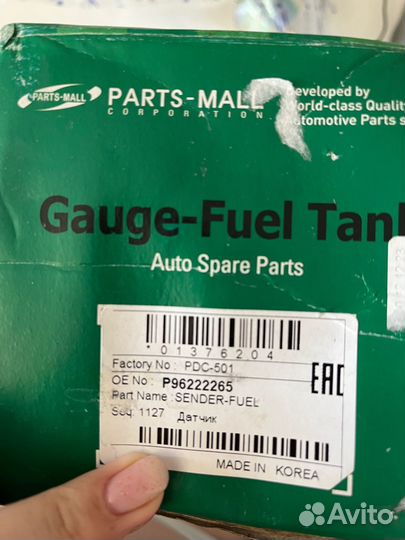 PARTS-MALL PARTS-MALL
CORPORATION
Developed by
World-class Quality
Automotive Parts
Gauge-Fuel Tank
Auto Spare Parts
*01376204
Factory No : PDC-501
OE No : P96222265
Part Name : SENDER-FUEL
Seq. 1127 Датчик
EAC
MADE IN KOREA
Avito